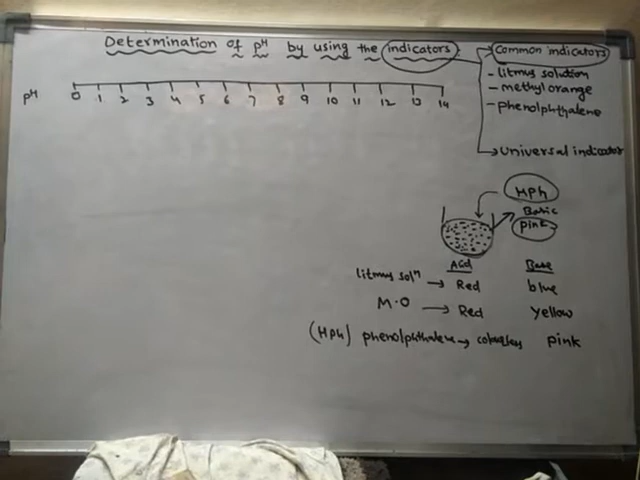 Determination of pH by using the indicators
Common indicators
- litmus solution
- methyl orange
- phenolphthalene
Universal indicator
pH 0 1 2 3 4 5 6 7 8 9 10 11 12 13 14
HPh
Basic
pink
Acid Base
litmus solⁿ → Red blue
M.O → Red Yellow
(HPh) phenolphthalene → pink